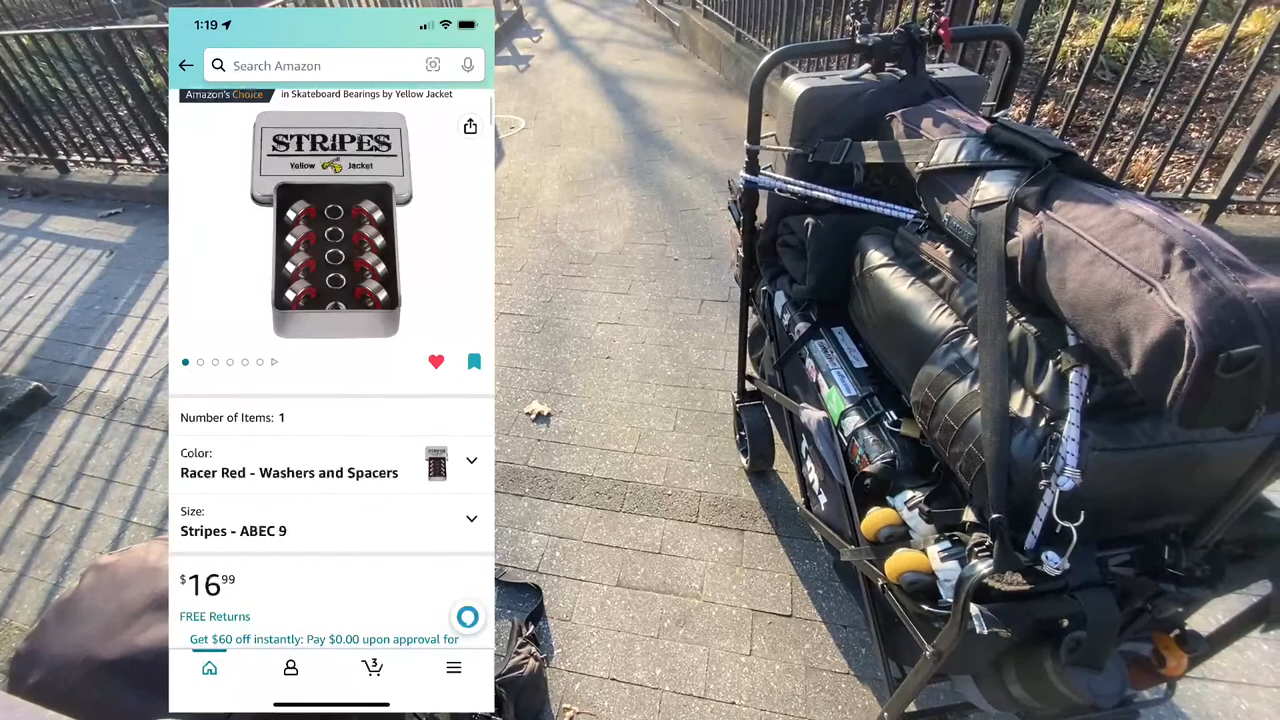 1:19
Search Amazon
Amazon's Choice in Skateboard Bearings by Yellow Jacket
STRIPES
Yellow Jacket
Number of Items: 1
Color:
Racer Red - Washers and Spacers
Size:
Stripes - ABEC 9
$16 99
FREE Returns
Get $60 off instantly: Pay $0.00 upon approval for
3